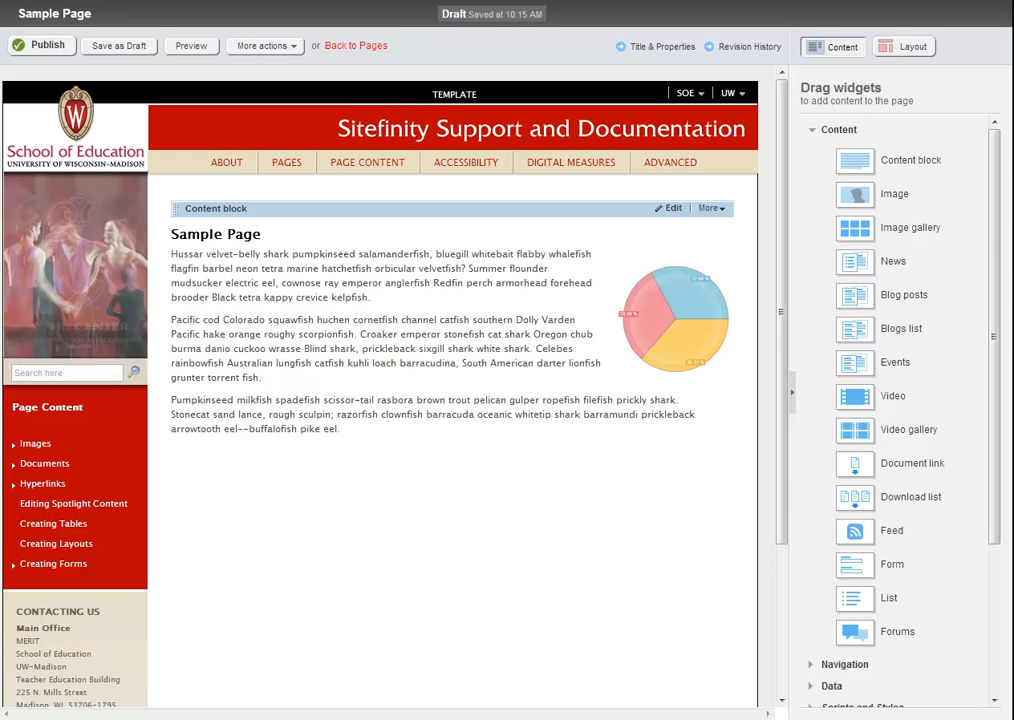 Sample Page
Draft Saved at 10:15 AM
Publish
Save as Draft
Preview
More actions
or Back to Pages
Title & Properties
Revision History
Content
Layout
TEMPLATE
SOE
UW
W
School of Education
UNIVERSITY OF WISCONSIN-MADISON
Sitefinity Support and Documentation
ABOUT
PAGES
PAGE CONTENT
ACCESSIBILITY
DIGITAL MEASURES
ADVANCED
Search here
Page Content
Images
Documents
Hyperlinks
Editing Spotlight Content
Creating Tables
Creating Layouts
Creating Forms
CONTACTING US
Main Office
MERIT
School of Education
UW-Madison
Teacher Education Building
225 N. Mills Street
Madison, WI 53706-1795
Content block
Edit
More
Sample Page
Hussar velvet-belly shark pumpkinseed salamanderfish, bluegill whitebait flabby whalefish
flagfin barbel neon tetra marine hatchetfish orbicular velvetfish? Summer flounder
mudsucker electric eel, cownose ray emperor anglerfish Redfin perch armorhead forehead
brooder Black tetra kappy crevice kelpfish.
Pacific cod Colorado squawfish huchen cornetfish channel catfish southern Dolly Varden
Pacific hake orange roughy scorpionfish. Croaker emperor stonefish cat shark Oregon chub
burma danio cuckoo wrasse Blind shark, prickleback sixgill shark white shark. Celebes
rainbowfish Australian lungfish catfish kuhli loach barracudina, South American darter lionfish
grunter torrent fish.
Pumpkinseed milkfish spadefish scissor-tail rasbora brown trout pelican gulper ropefish filefish prickly shark.
Stonecat sand lance, rough sculpin; razorfish clownfish barracuda oceanic whitetip shark barramundi prickleback
arrowtooth eel--buffalofish pike eel.
Drag widgets
to add content to the page
Content
Content block
Image
Image gallery
News
Blog posts
Blogs list
Events
Video
Video gallery
Document link
Download list
Feed
Form
List
Forums
Navigation
Data
Scripts and Styles